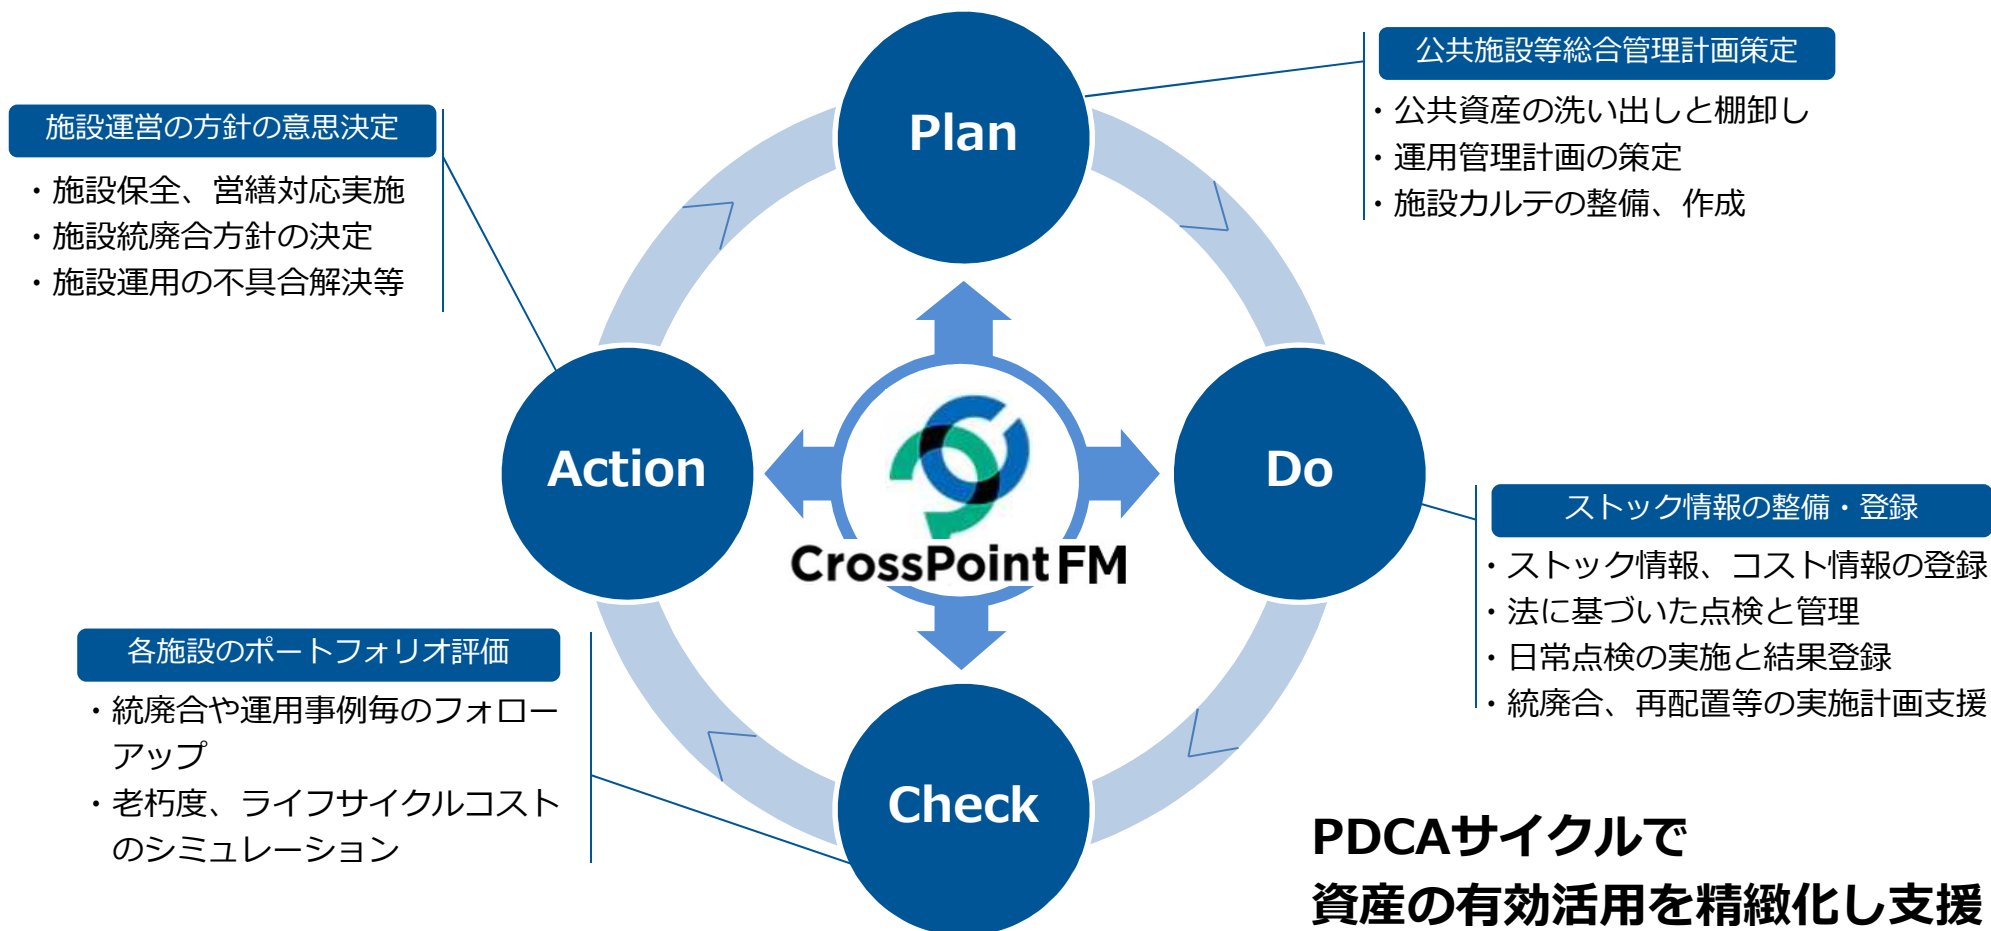 Plan
公共施設等総合管理計画策定
・公共資産の洗い出しと棚卸し
・運用管理計画の策定
・施設カルテの整備、作成
施設運営の方針の意思決定
・施設保全、営繕対応実施
・施設統廃合方針の決定
・施設運用の不具合解決等
Action
CrossPoint FM
Do
ストック情報の整備・登録
・ストック情報、コスト情報の登録
・法に基づいた点検と管理
・日常点検の実施と結果登録
・統廃合、再配置等の実施計画支援
各施設のポートフォリオ評価
・統廃合や運用事例毎のフォロー
アップ
・老朽度、ライフサイクルコスト
のシミュレーション
Check
PDCAサイクルで
資産の有効活用を精緻化し支援